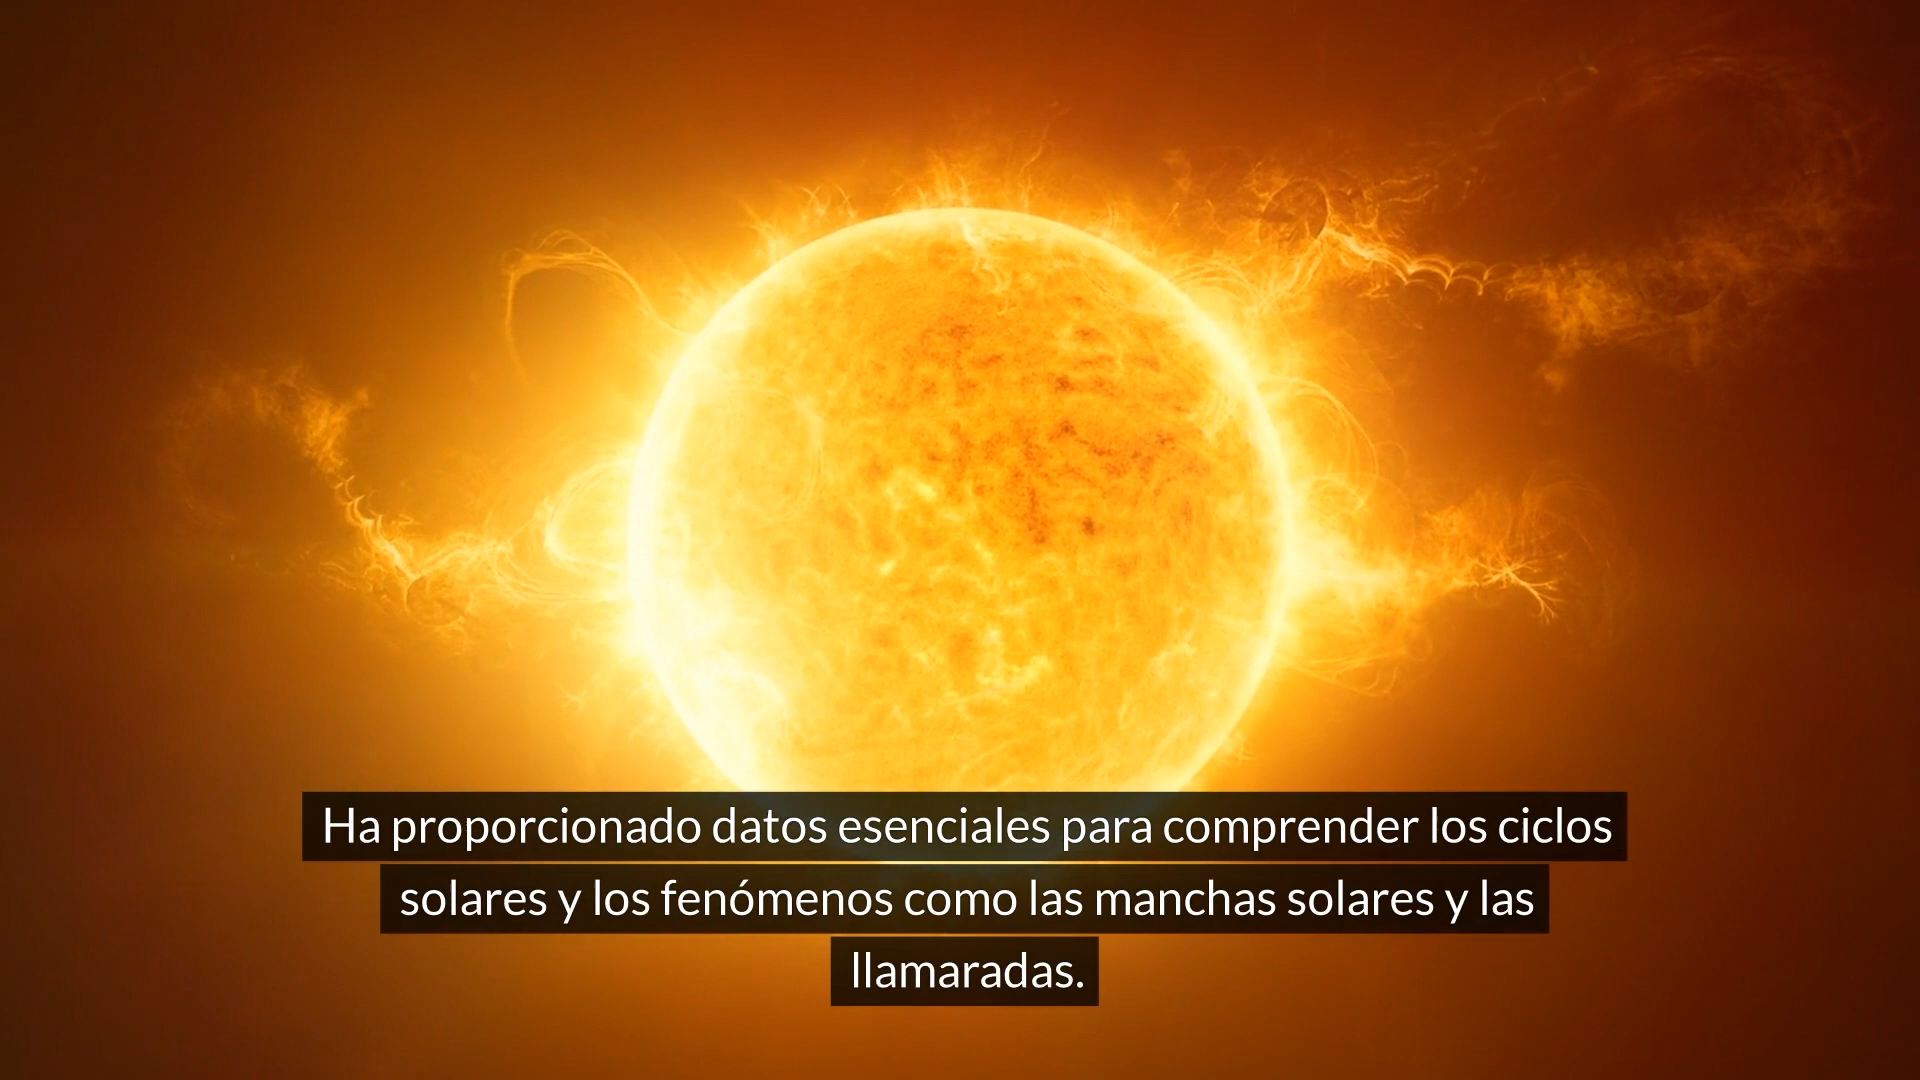 Ha proporcionado datos esenciales para comprender los ciclos
solares y los fenómenos como las manchas solares y las
llamaradas.